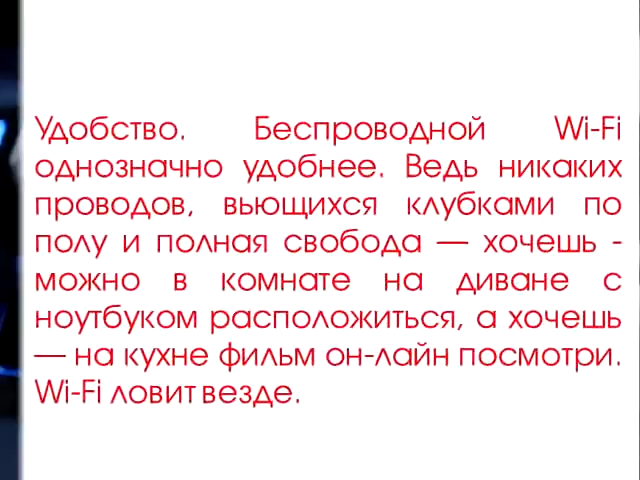 Удобство. Беспроводной Wi-Fi
однозначно удобнее. Ведь никаких
проводов, вьющихся клубками по
полу и полная свобода — хочешь -
можно в комнате на диване с
ноутбуком расположиться, а хочешь
— на кухне фильм он-лайн посмотри.
Wi-Fi ловит везде.